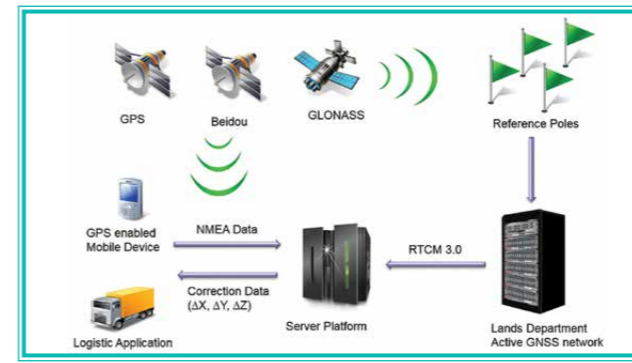 GPS
Beidou
GLONASS
Reference Poles
GPS enabled
Mobile Device
NMEA Data
RTCM 3.0
Correction Data
(ΔX, ΔY, ΔZ)
Logistic Application
Server Platform
Lands Department
Active GNSS network